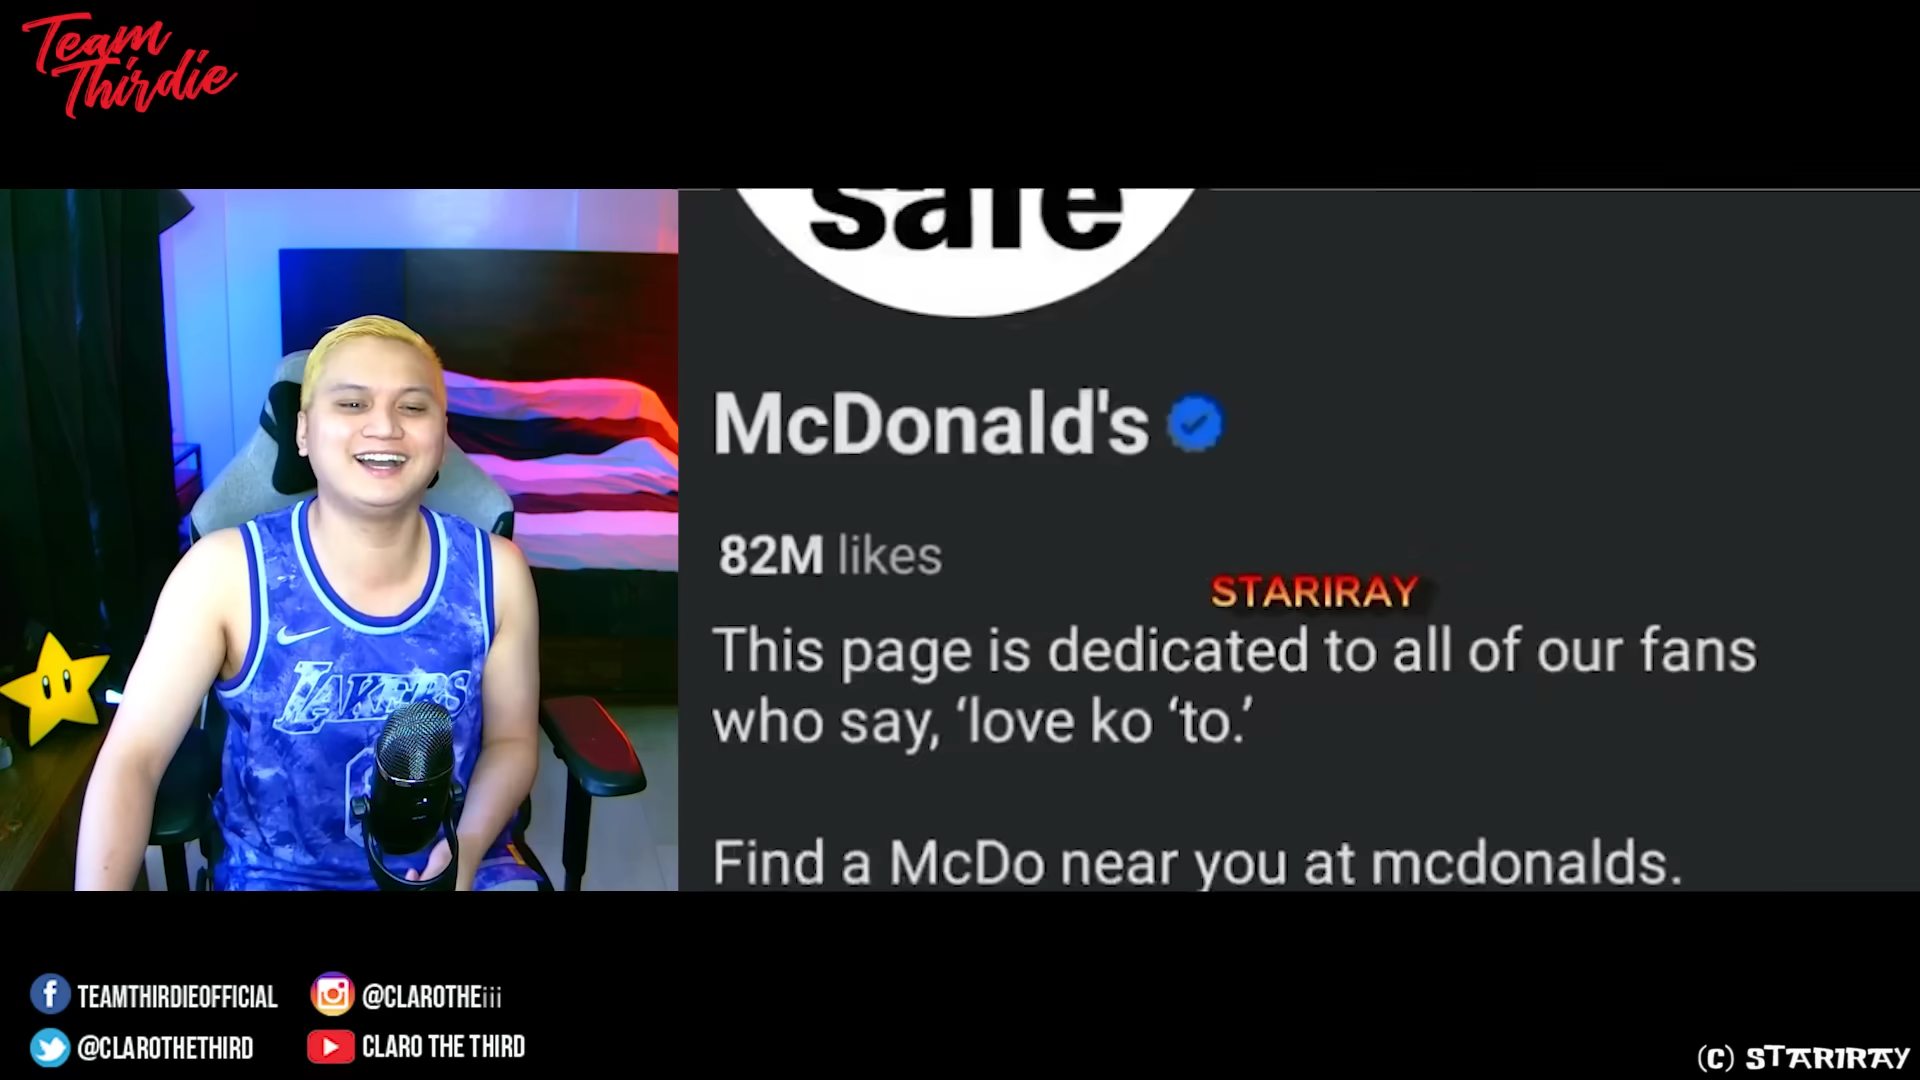 Team
Thirdie
safe
McDonald's
82M likes
STARIRAY
This page is dedicated to all of our fans
who say, ‘love ko ‘to.’
Find a McDo near you at mcdonalds.
LAKERS
TEAMTHIRDIEOFFICIAL
@CLAROTHEiii
@CLAROTHETHIRD
CLARO THE THIRD
(C) STARIRAY